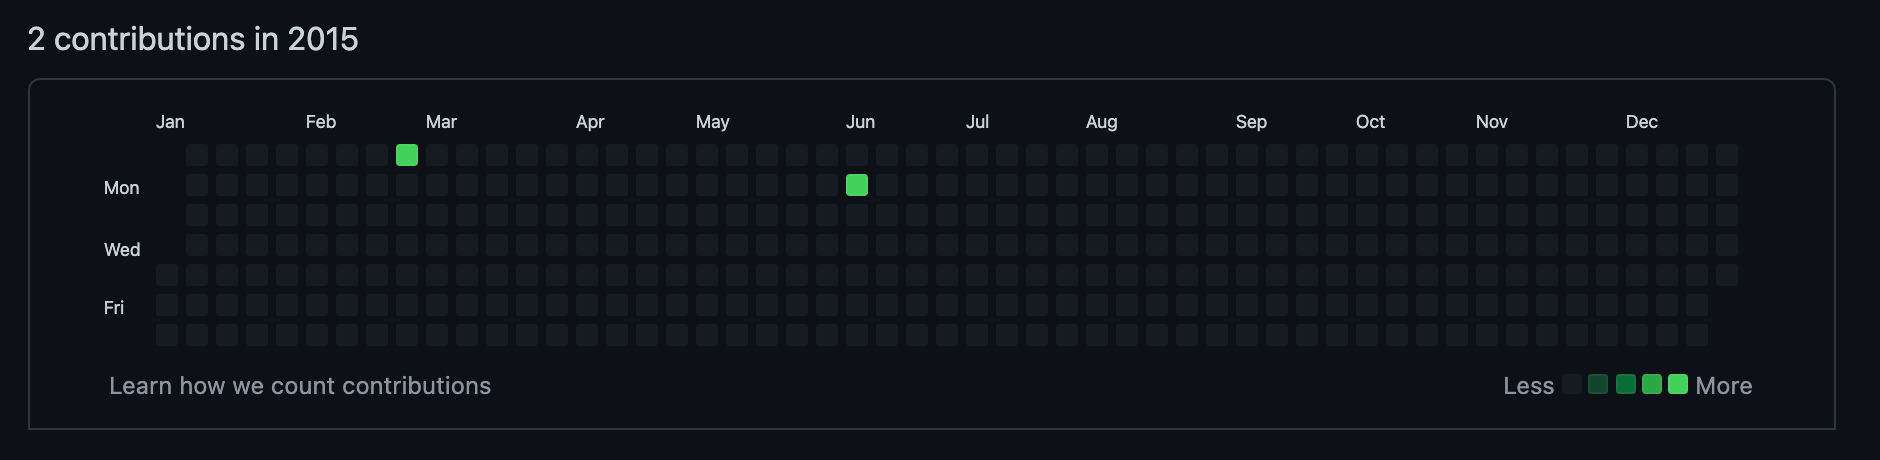 2 contributions in 2015
Jan Feb Mar Apr May Jun Jul Aug Sep Oct Nov Dec
Mon
Wed
Fri
Learn how we count contributions
Less More